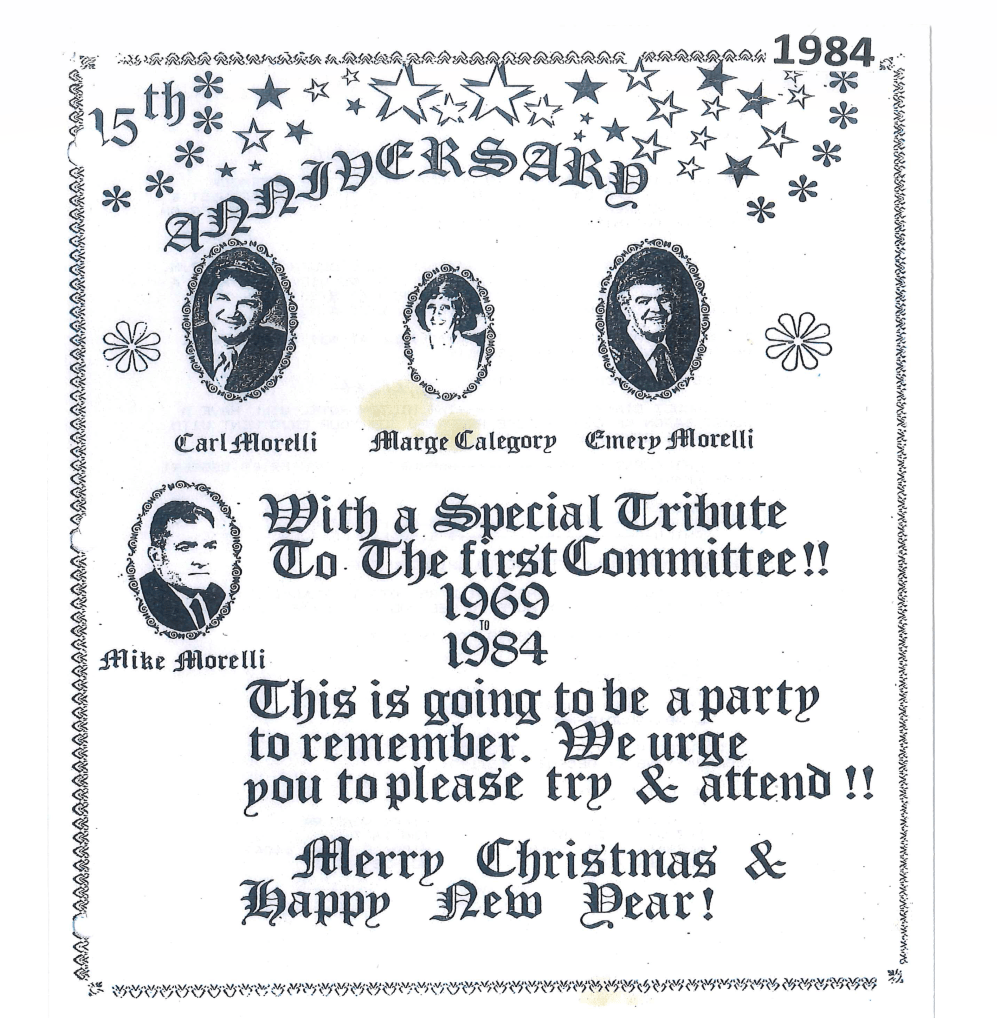 1984
15th
ANNIVERSARY
Carl Morelli
Marge Calegory
Emery Morelli
Mike Morelli
With a Special Tribute
To The first Committee!!
1969
TO
1984
This is going to be a party
to remember. We urge
you to please try & attend!!
Merry Christmas &
Happy New Year!